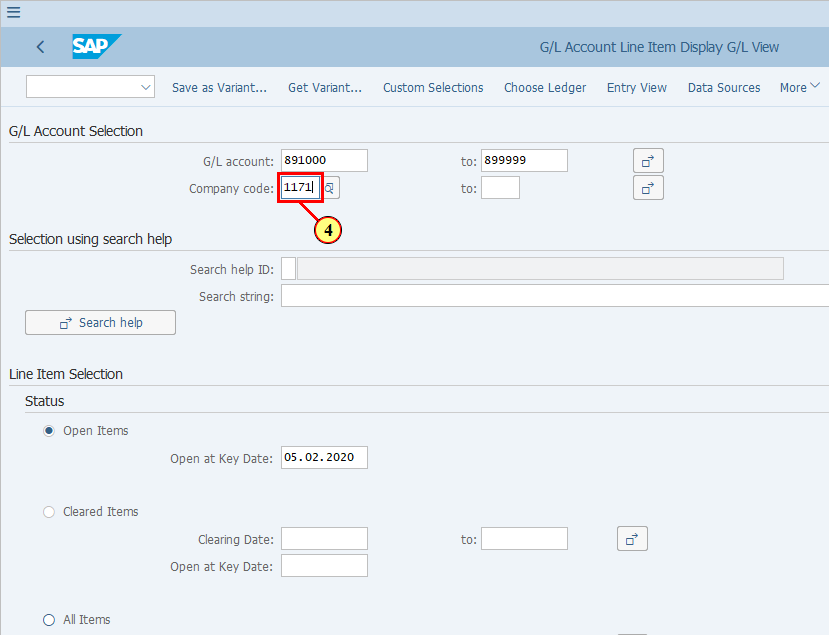 SAP
G/L Account Line Item Display G/L View
Save as Variant... Get Variant... Custom Selections Choose Ledger Entry View Data Sources More
G/L Account Selection
G/L account: 891000 to: 899999
Company code: 1171 to:
4
Selection using search help
Search help ID:
Search string:
Search help
Line Item Selection
Status
Open Items
Open at Key Date: 05.02.2020
Cleared Items
Clearing Date: to:
Open at Key Date:
All Items